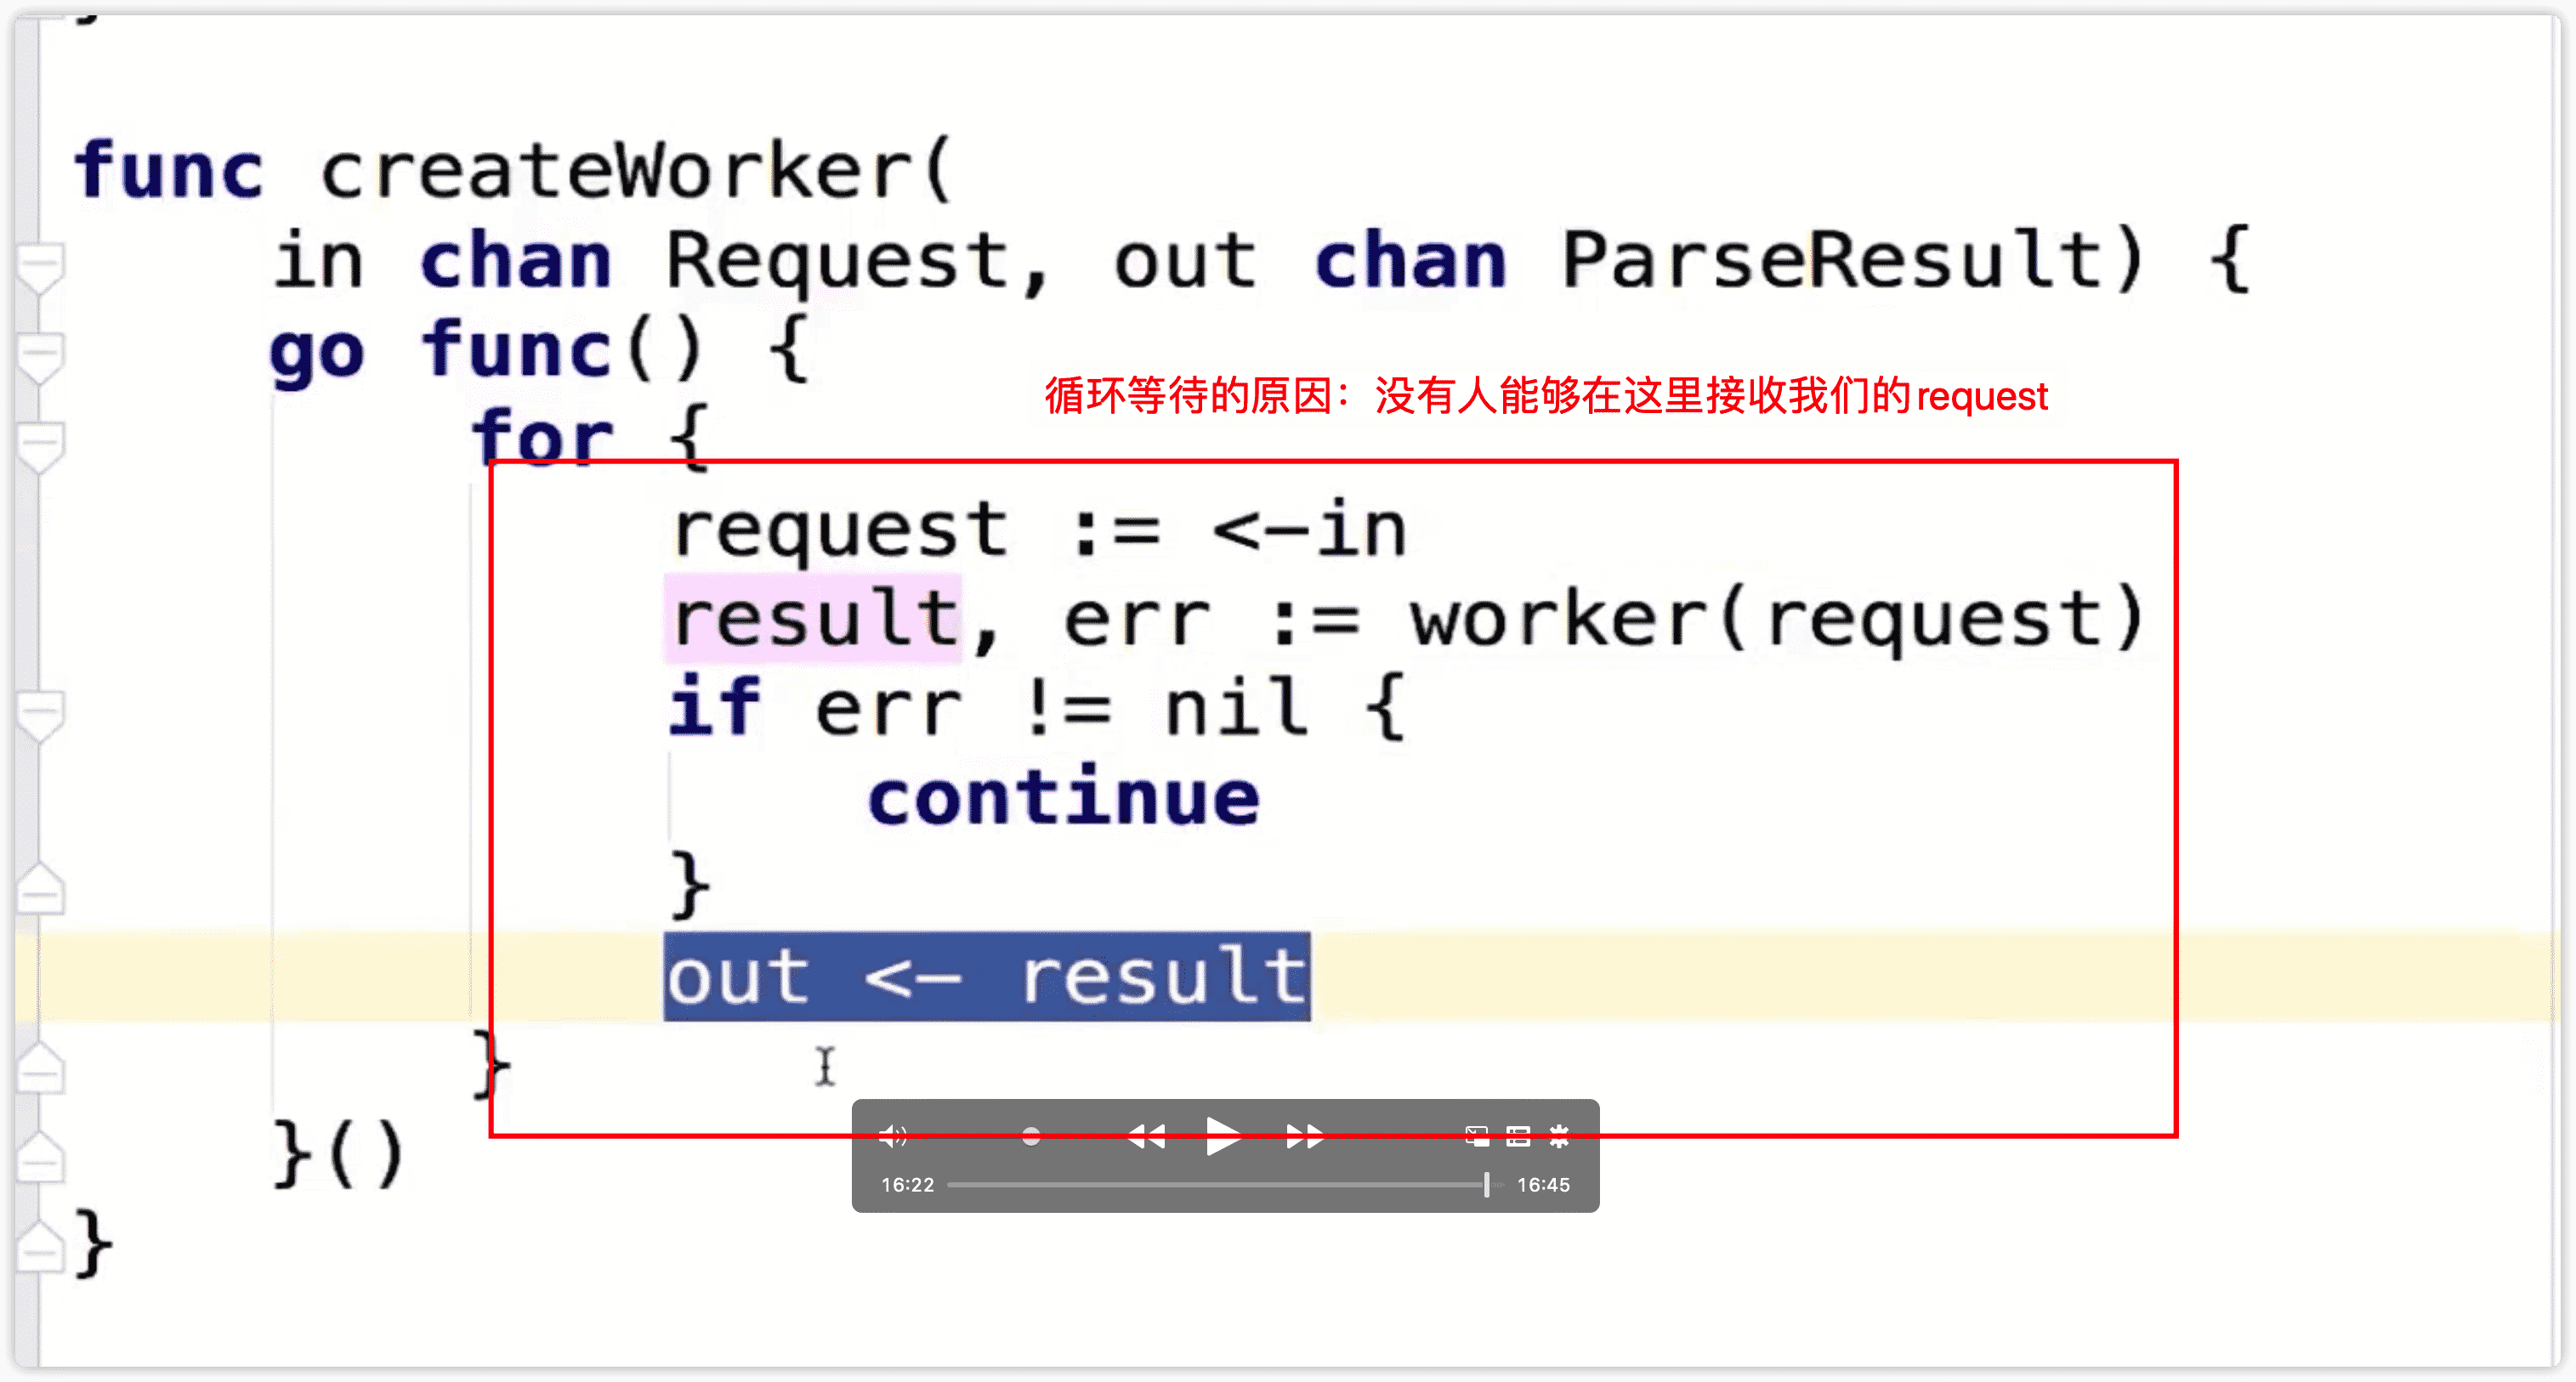 }
func createWorker(
in chan Request, out chan ParseResult) {
go func() {
循环等待的原因：没有人能够在这里接收我们的request
for {
request := <-in
result, err := worker(request)
if err != nil {
continue
}
out <- result
}
}()
16:22 16:45
}